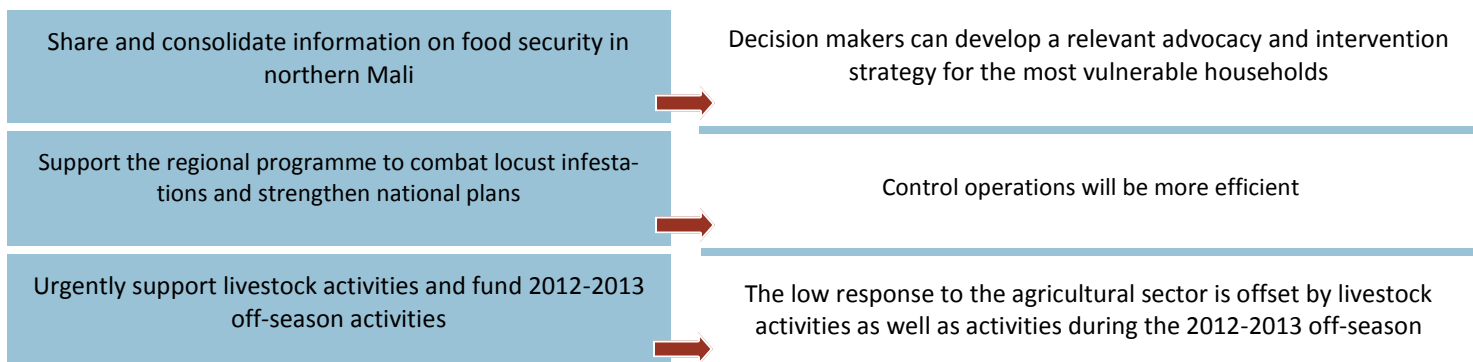 Share and consolidate information on food security in
northern Mali
Decision makers can develop a relevant advocacy and intervention
strategy for the most vulnerable households
Support the regional programme to combat locust infesta-
tions and strengthen national plans
Control operations will be more efficient
Urgently support livestock activities and fund 2012-2013
off-season activities
The low response to the agricultural sector is offset by livestock
activities as well as activities during the 2012-2013 off-season